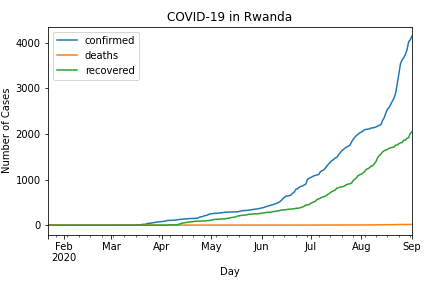 COVID-19 in Rwanda
confirmed
deaths
recovered
Number of Cases
4000
3000
2000
1000
0
Feb
2020
Mar
Apr
May
Jun
Jul
Aug
Sep
Day